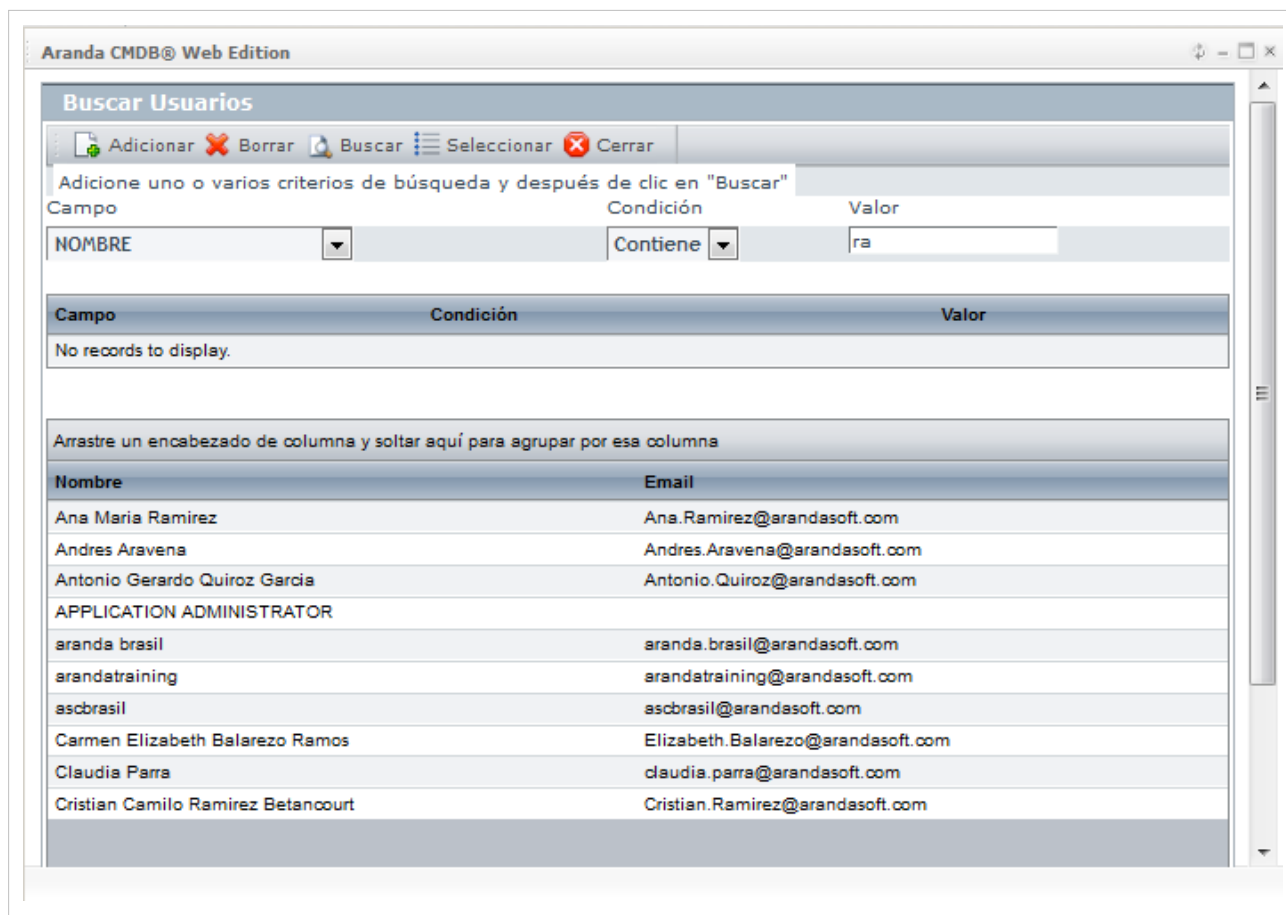 Aranda CMDB® Web Edition
Buscar Usuarios
Adicionar Borrar Buscar Seleccionar Cerrar
Adicione uno o varios criterios de búsqueda y después de clic en "Buscar"
Campo Condición Valor
NOMBRE Contiene ra
Campo Condición Valor
No records to display.
Arrastre un encabezado de columna y soltar aquí para agrupar por esa columna
Nombre Email
Ana Maria Ramirez Ana.Ramirez@arandasoft.com
Andres Aravena Andres.Aravena@arandasoft.com
Antonio Gerardo Quiroz Garcia Antonio.Quiroz@arandasoft.com
APPLICATION ADMINISTRATOR
aranda brasil aranda.brasil@arandasoft.com
arandatraining arandatraining@arandasoft.com
ascbrasil ascbrasil@arandasoft.com
Carmen Elizabeth Balarezo Ramos Elizabeth.Balarezo@arandasoft.com
Claudia Parra claudia.parra@arandasoft.com
Cristian Camilo Ramirez Betancourt Cristian.Ramirez@arandasoft.com